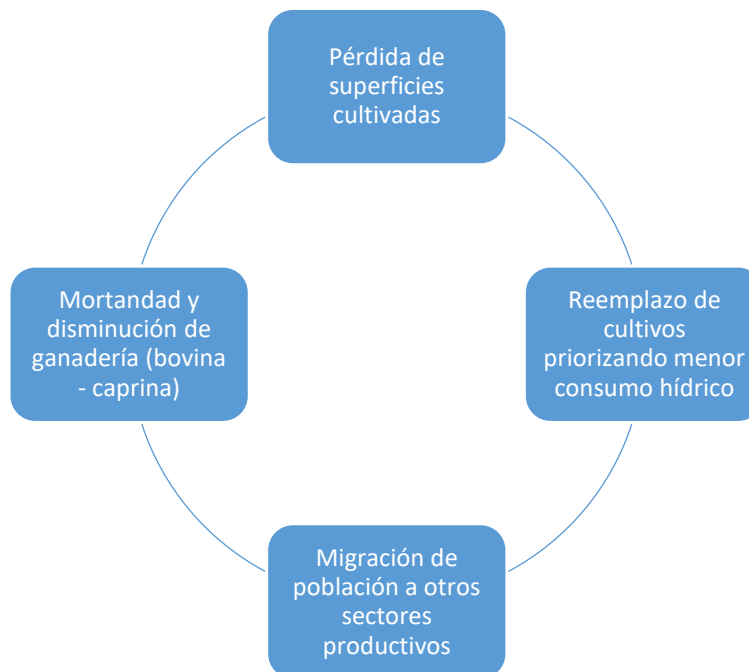 Pérdida de
superficies
cultivadas
Reemplazo de
cultivos
priorizando menor
consumo hídrico
Migración de
población a otros
sectores
productivos
Mortandad y
disminución de
ganadería (bovina
- caprina)